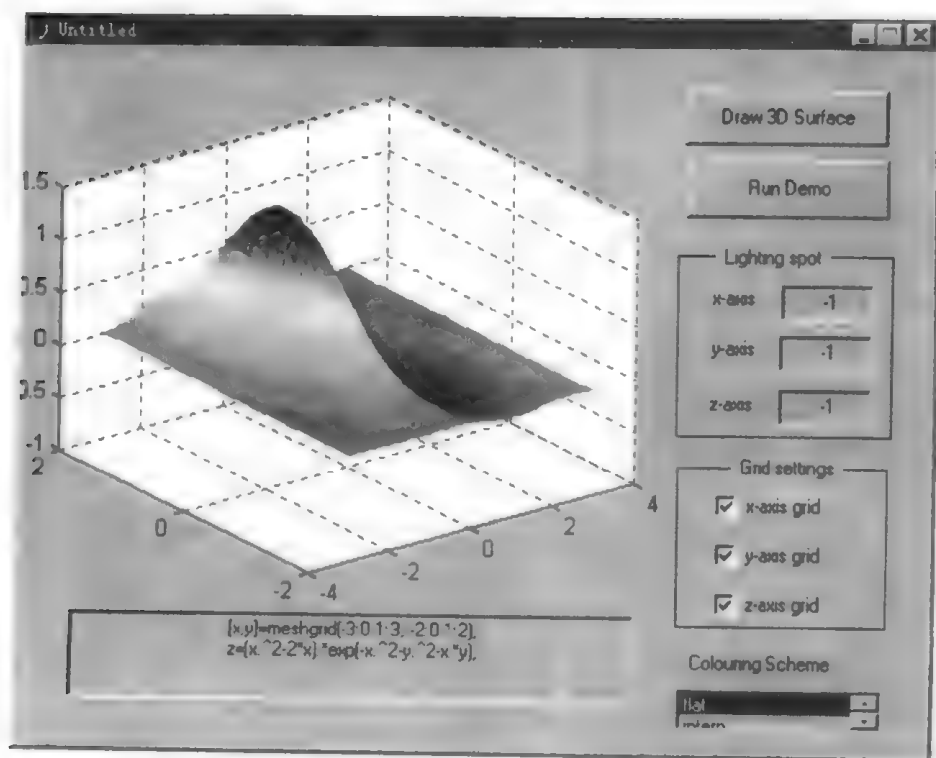 Untitled
Draw 3D Surface
Run Demo
1.5
1
0.5
0
-1
2
0
-2
-4
-2
0
2
4
Lighting spot
x-axis -1
y-axis -1
z-axis -1
Grid settings
x-axis grid
y-axis grid
z-axis grid
[x,y]=meshgrid(-3:0.1:3, -2:0.1:2);
z=(x.^2-2*x).*exp(-x.^2-y.^2-x.*y);
Colouring Scheme
flat
interp